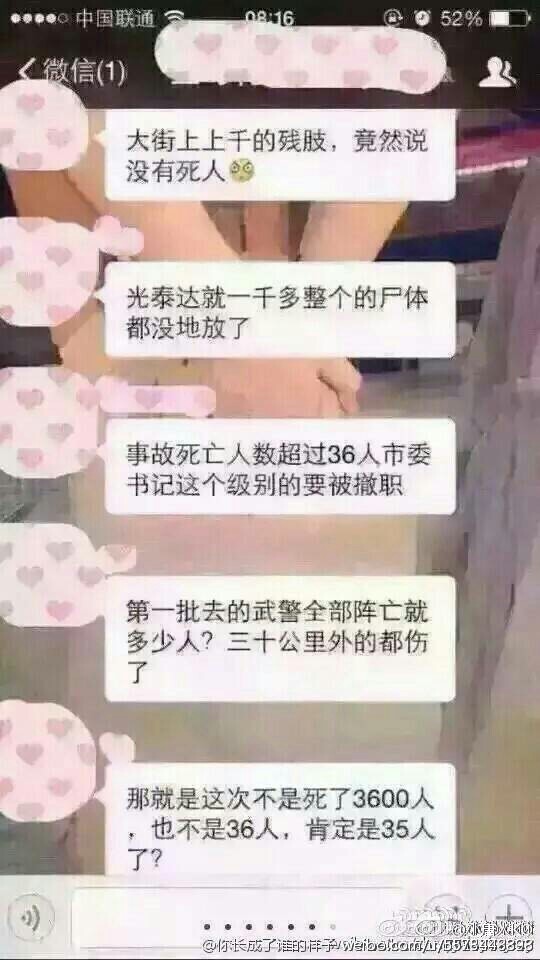 中国联通
08:16
52%
微信(1)
大街上上千的残肢，竟然说
没有死人
光泰达就一千多整个的尸体
都没地放了
事故死亡人数超过36人市委
书记这个级别的要被撤职
第一批去的武警全部阵亡就
多少人？三十公里外的都伤
了
那就是这次不是死了3600人
，也不是36人，肯定是35人
了？
@你长成了谁的样子